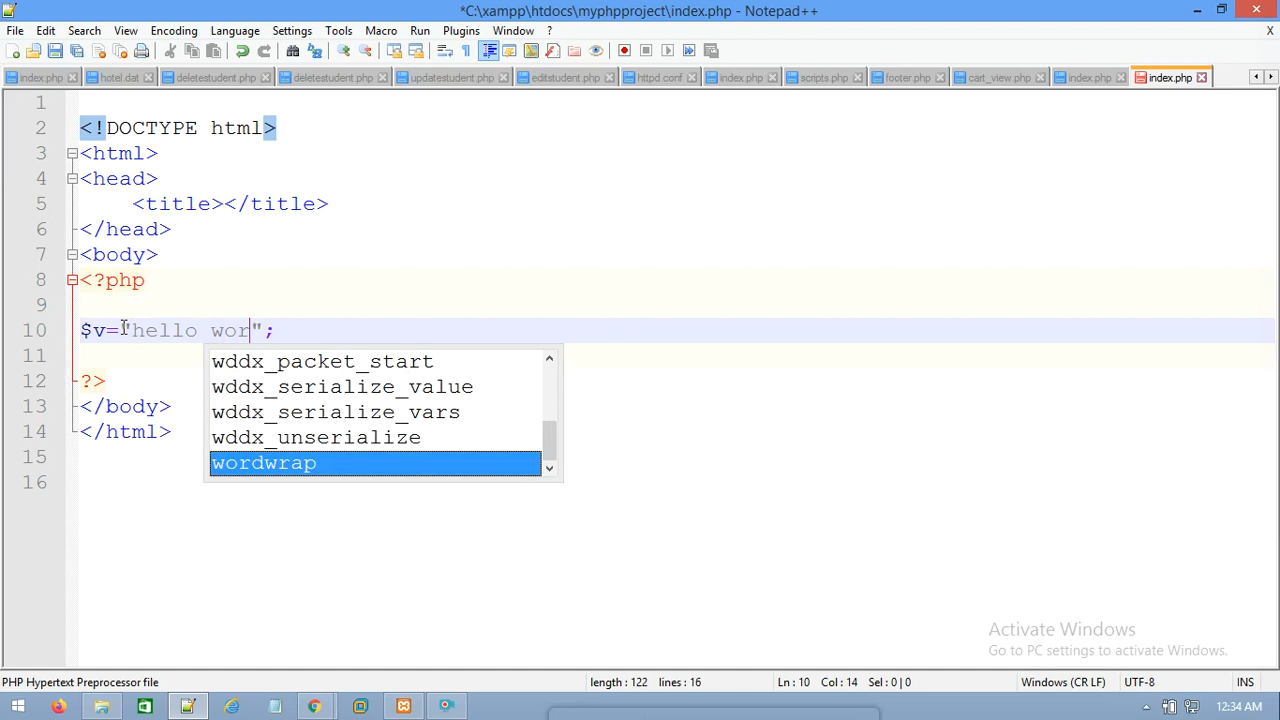 *C:\xampp\htdocs\myphpproject\index.php - Notepad++
File Edit Search View Encoding Language Settings Tools Macro Run Plugins Window ? X
index.php hotel.dat deletestudent.php deletestudent.php updatestudent.php editstudent.php httpd.conf index.php scripts.php footer.php cart_view.php index.php index.php
1
2 <!DOCTYPE html>
3 <html>
4 <head>
5 <title></title>
6 </head>
7 <body>
8 <?php
9
10 $v="hello wor";
11
wddx_packet_start
wddx_serialize_value
wddx_serialize_vars
wddx_unserialize
wordwrap
12 ?>
13 </body>
14 </html>
15
16
Activate Windows
Go to PC settings to activate Windows.
PHP Hypertext Preprocessor file length : 122 lines : 16 Ln : 10 Col : 14 Sel : 0 | 0 Windows (CR LF) UTF-8 INS
12:34 AM